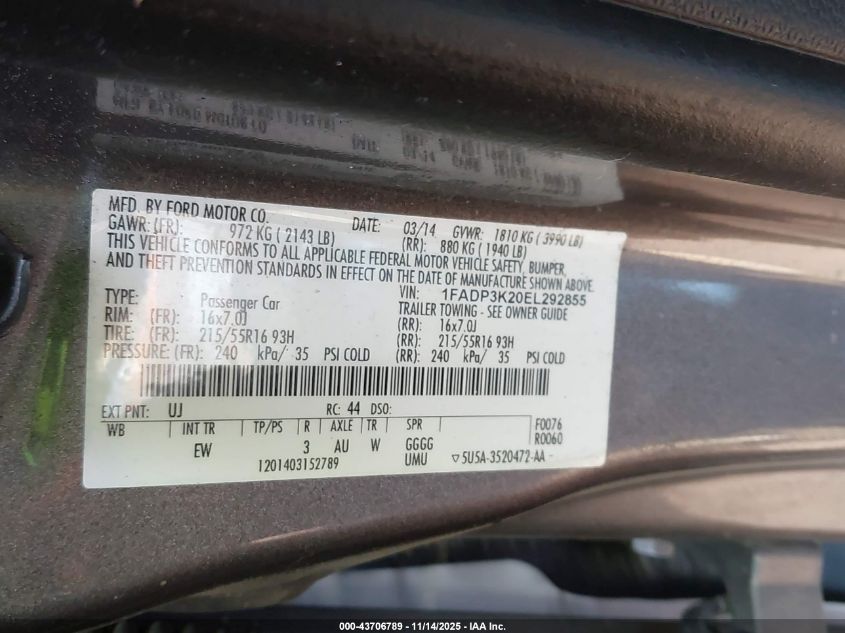 MFD. BY FORD MOTOR CO.
DATE: 03/14 GVWR: 1810 KG ( 3990 LB)
GAWR: (FR): 972 KG ( 2143 LB) (RR): 880 KG ( 1940 LB)
THIS VEHICLE CONFORMS TO ALL APPLICABLE FEDERAL MOTOR VEHICLE SAFETY, BUMPER,
AND THEFT PREVENTION STANDARDS IN EFFECT ON THE DATE OF MANUFACTURE SHOWN ABOVE.
VIN: 1FADP3K20EL292855
TYPE: Passenger Car TRAILER TOWING - SEE OWNER GUIDE
RIM: (FR): 16x7.0J (RR): 16x7.0J
TIRE: (FR): 215/55R16 93H (RR): 215/55R16 93H
PRESSURE: (FR): 240 kPa/ 35 PSI COLD (RR): 240 kPa/ 35 PSI COLD
EXT PNT: UJ RC: 44 DSO:
WB INT TR TP/PS R AXLE TR SPR F0076
R0060
EW 3 AU W GGGG
1201403152789 UMU ▽5U5A-3520472-AA
000-43706789 - 11/14/2025 - IAA Inc.